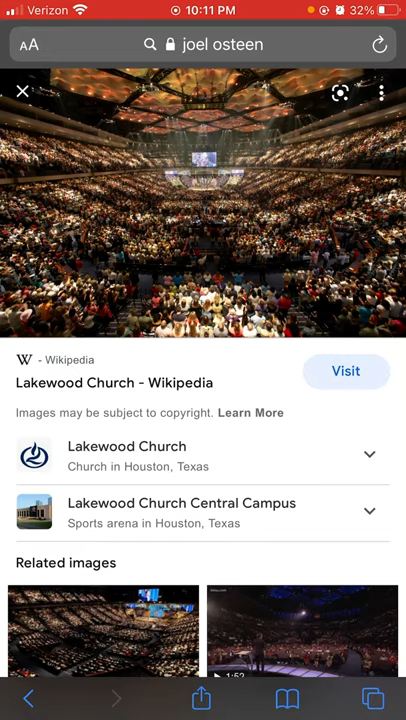 Verizon 10:11 PM 32%
AA joel osteen
W - Wikipedia
Lakewood Church - Wikipedia
Visit
Images may be subject to copyright. Learn More
Lakewood Church
Church in Houston, Texas
Lakewood Church Central Campus
Sports arena in Houston, Texas
Related images
1:52